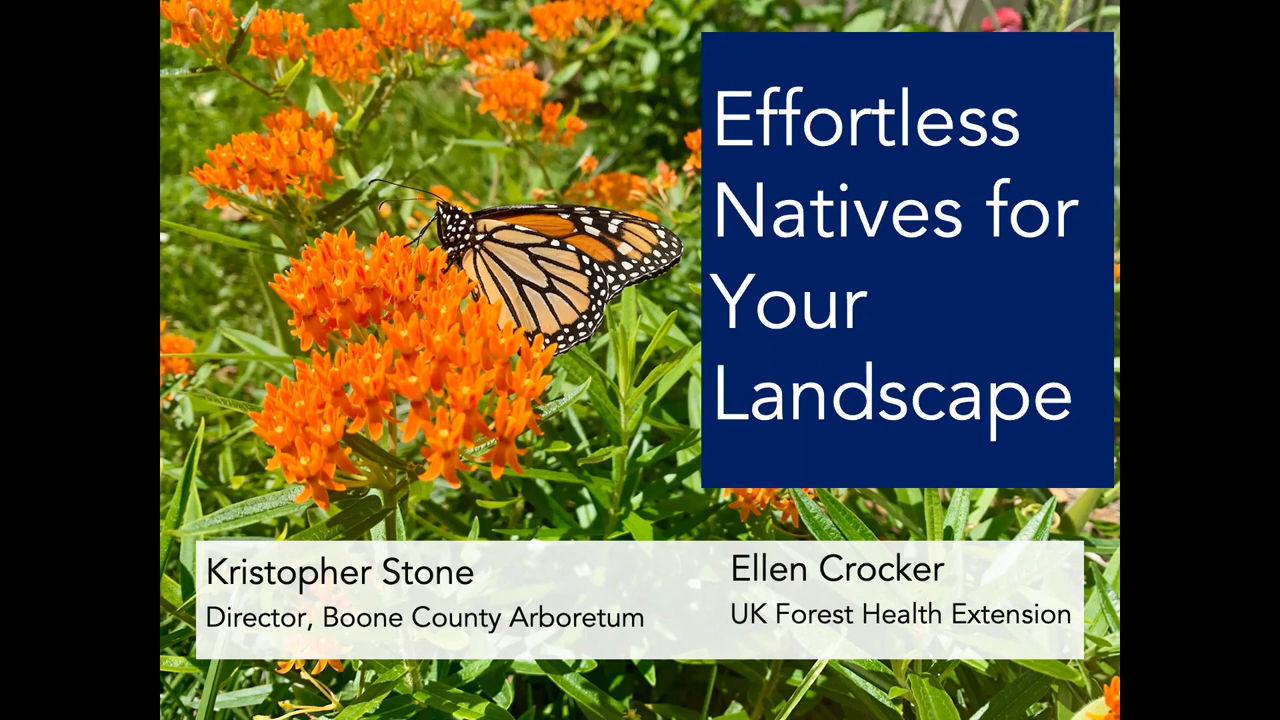 Effortless
Natives for
Your
Landscape
Kristopher Stone
Director, Boone County Arboretum
Ellen Crocker
UK Forest Health Extension